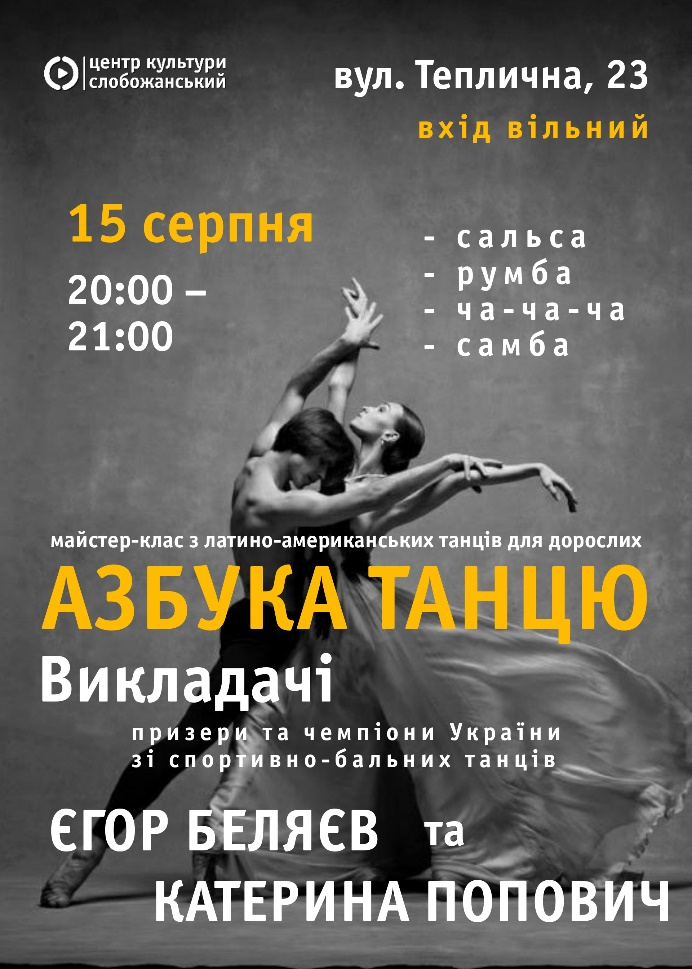 центр культури
слобожанський
вул. Теплична, 23
вхід вільний
15 серпня
20:00 –
21:00
- сальса
- румба
- ча-ча-ча
- самба
майстер-клас з латино-американських танців для дорослих
АЗБУКА ТАНЦЮ
Викладачі
призери та чемпіони України
зі спортивно-бальних танців
ЄГОР БЕЛЯЄВ та
КАТЕРИНА ПОПОВИЧ